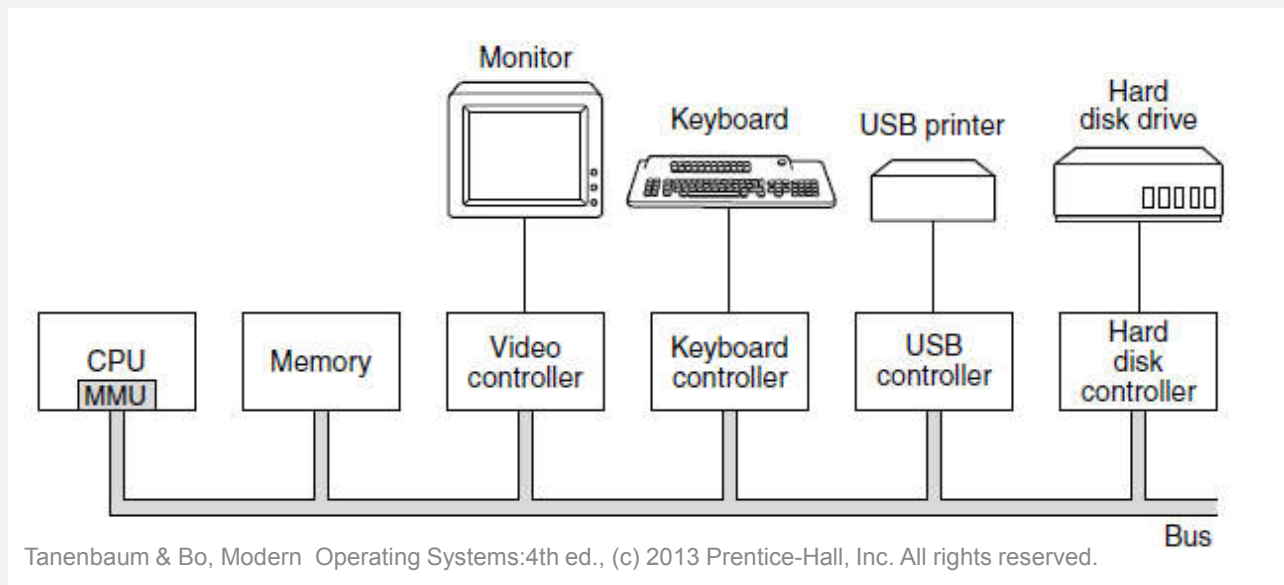 Monitor
Keyboard
USB printer
Hard
disk drive
CPU
MMU
Memory
Video
controller
Keyboard
controller
USB
controller
Hard
disk
controller
Bus
Tanenbaum & Bo, Modern Operating Systems:4th ed., (c) 2013 Prentice-Hall, Inc. All rights reserved.